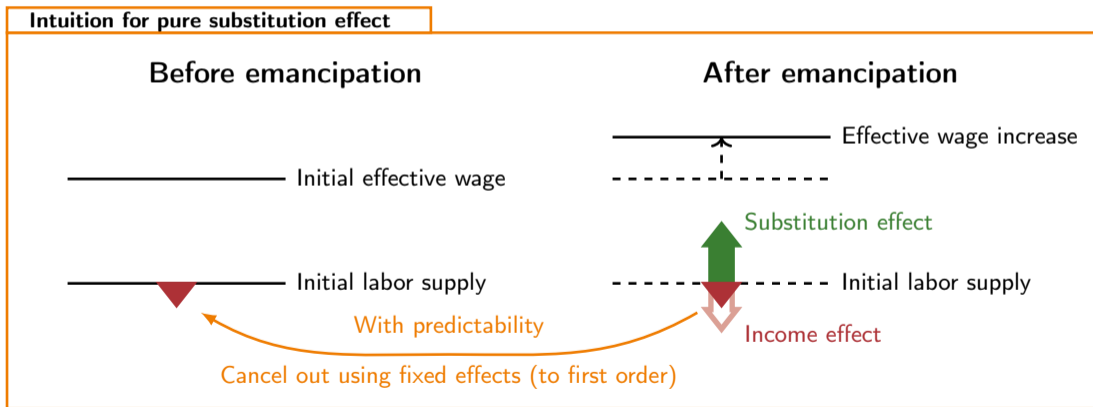 Intuition for pure substitution effect
Before emancipation
After emancipation
Effective wage increase
Initial effective wage
Substitution effect
Initial labor supply
Initial labor supply
With predictability
Income effect
Cancel out using fixed effects (to first order)